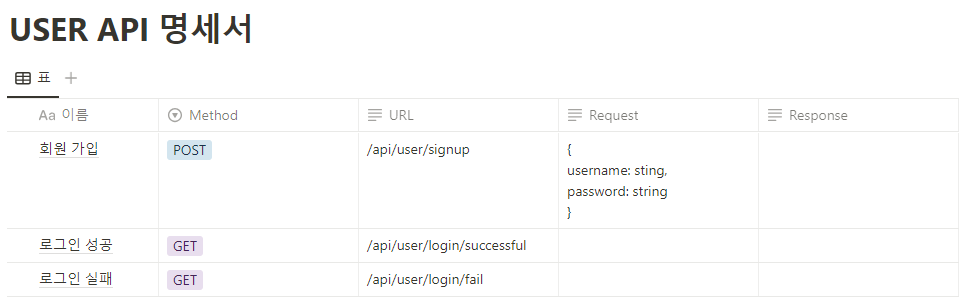 USER API 명세서
표
Aa 이름 Method URL Request Response
회원 가입 POST /api/user/signup {
username: sting,
password: string
}
로그인 성공 GET /api/user/login/successful
로그인 실패 GET /api/user/login/fail